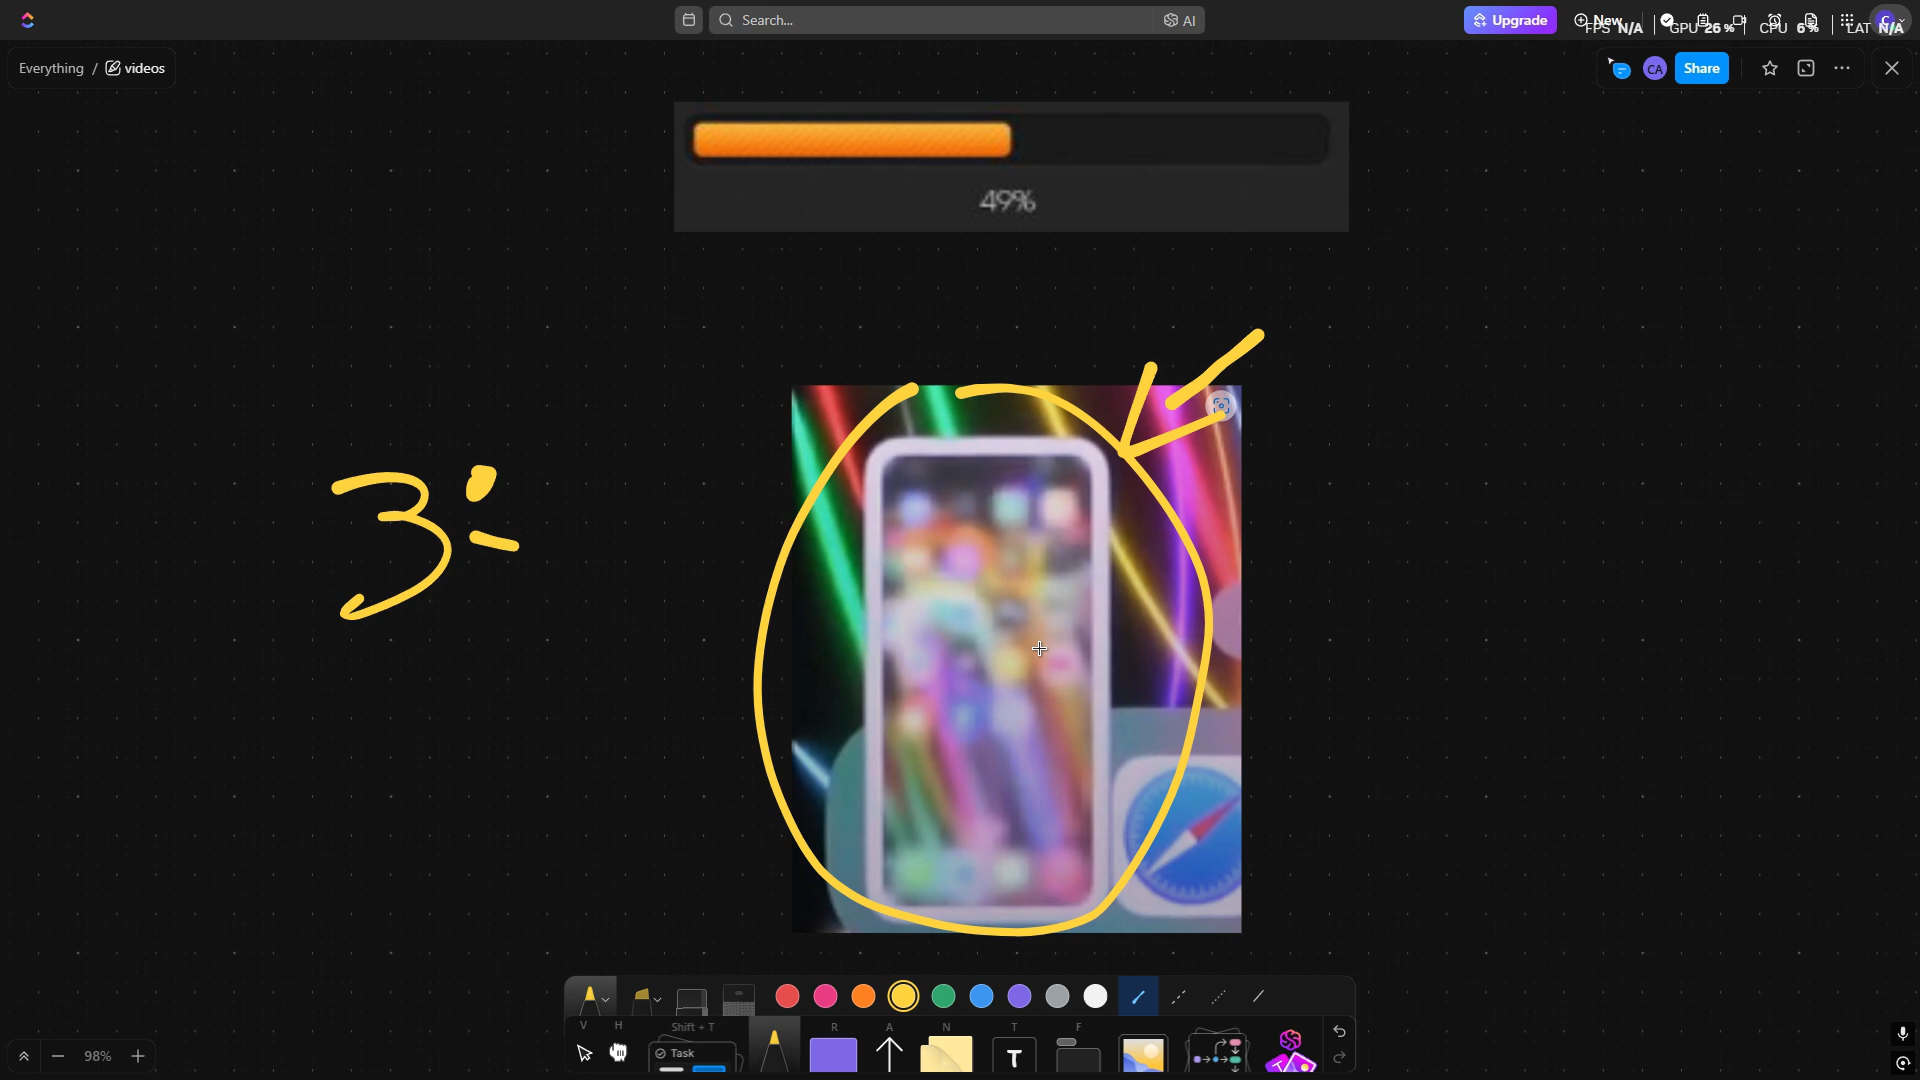 Search...
AI
Upgrade
New
FPS N/A
GPU 26 %
CPU 6 %
LAT N/A
C
Everything / videos
CA
Share
49%
3:-
V
H
Shift + T
R
A
N
T
F
Task
T
98%